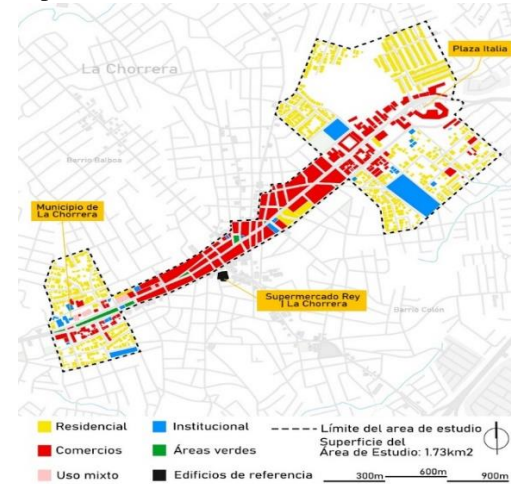 La Chorrera
Plaza Italia
Barrio Balboa
Municipio de
La Chorrera
Supermercado Rey
La Chorrera
Barrio Colón
Residencial
Institucional
Límite del area de estudio
Superficie del
Área de Estudio: 1.73km2
Comercios
Áreas verdes
Uso mixto
Edificios de referencia
300m
600m
900m